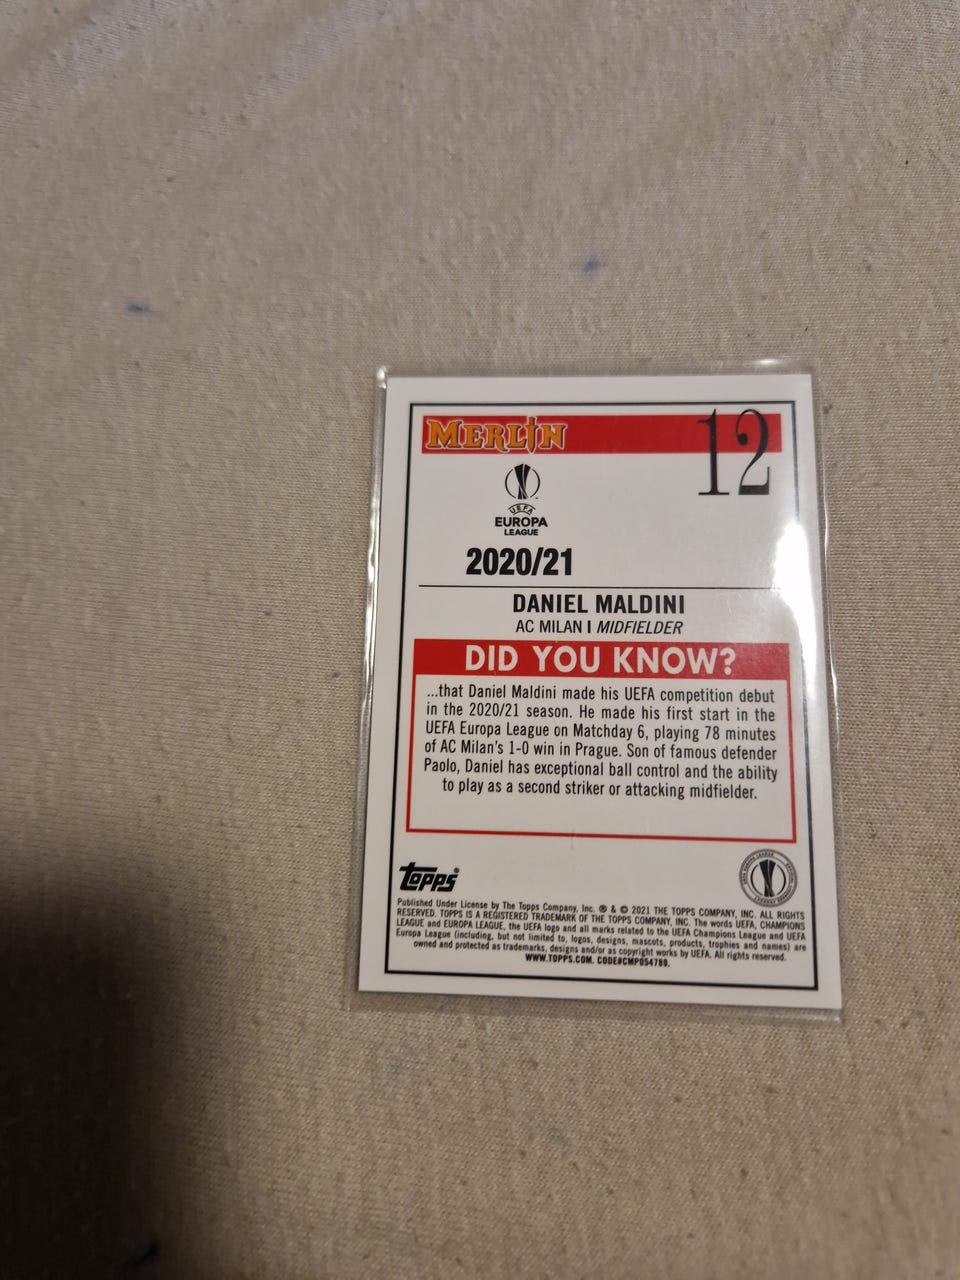 MERLIN
12
UEFA
EUROPA
LEAGUE
2020/21
DANIEL MALDINI
AC MILAN | MIDFIELDER
DID YOU KNOW?
...that Daniel Maldini made his UEFA competition debut
in the 2020/21 season. He made his first start in the
UEFA Europa League on Matchday 6, playing 78 minutes
of AC Milan's 1-0 win in Prague. Son of famous defender
Paolo, Daniel has exceptional ball control and the ability
to play as a second striker or attacking midfielder.
topps®
Published Under License by The Topps Company, Inc. ® & © 2021 THE TOPPS COMPANY, INC. ALL RIGHTS
RESERVED. TOPPS IS A REGISTERED TRADEMARK OF THE TOPPS COMPANY, INC. The words UEFA, CHAMPIONS
LEAGUE and EUROPA LEAGUE, the UEFA logo and all marks related to the UEFA Champions League and UEFA
Europa League (including, but not limited to, logos, designs, mascots, products, trophies and names) are
owned and protected as trademarks, designs and/or as copyright works by UEFA. All rights reserved.
WWW.TOPPS.COM. CODE#CMP054789.